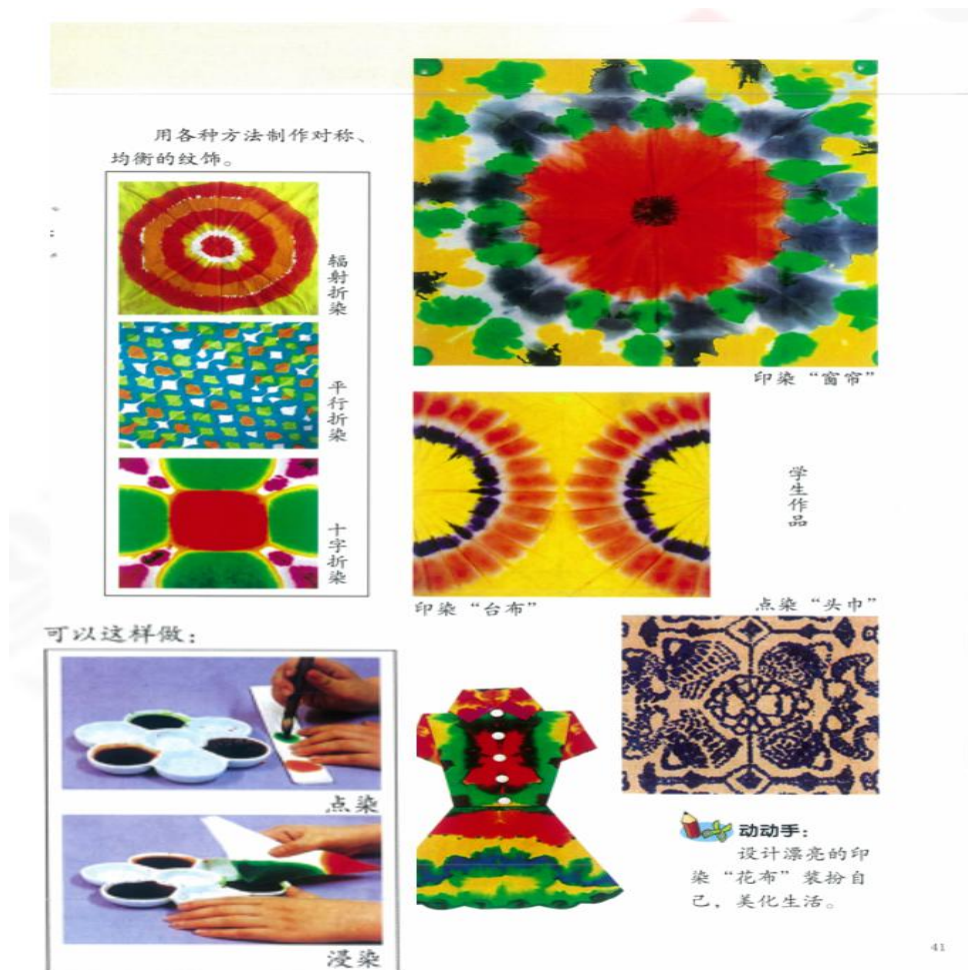 用各种方法制作对称、
均衡的纹饰。
辐射折染
平行折染
十字折染
可以这样做：
点染
浸染
印染“窗帘”
印染“台布”
学生作品
点染“头巾”
动动手：
设计漂亮的印
染“花布”装扮自
己，美化生活。
41